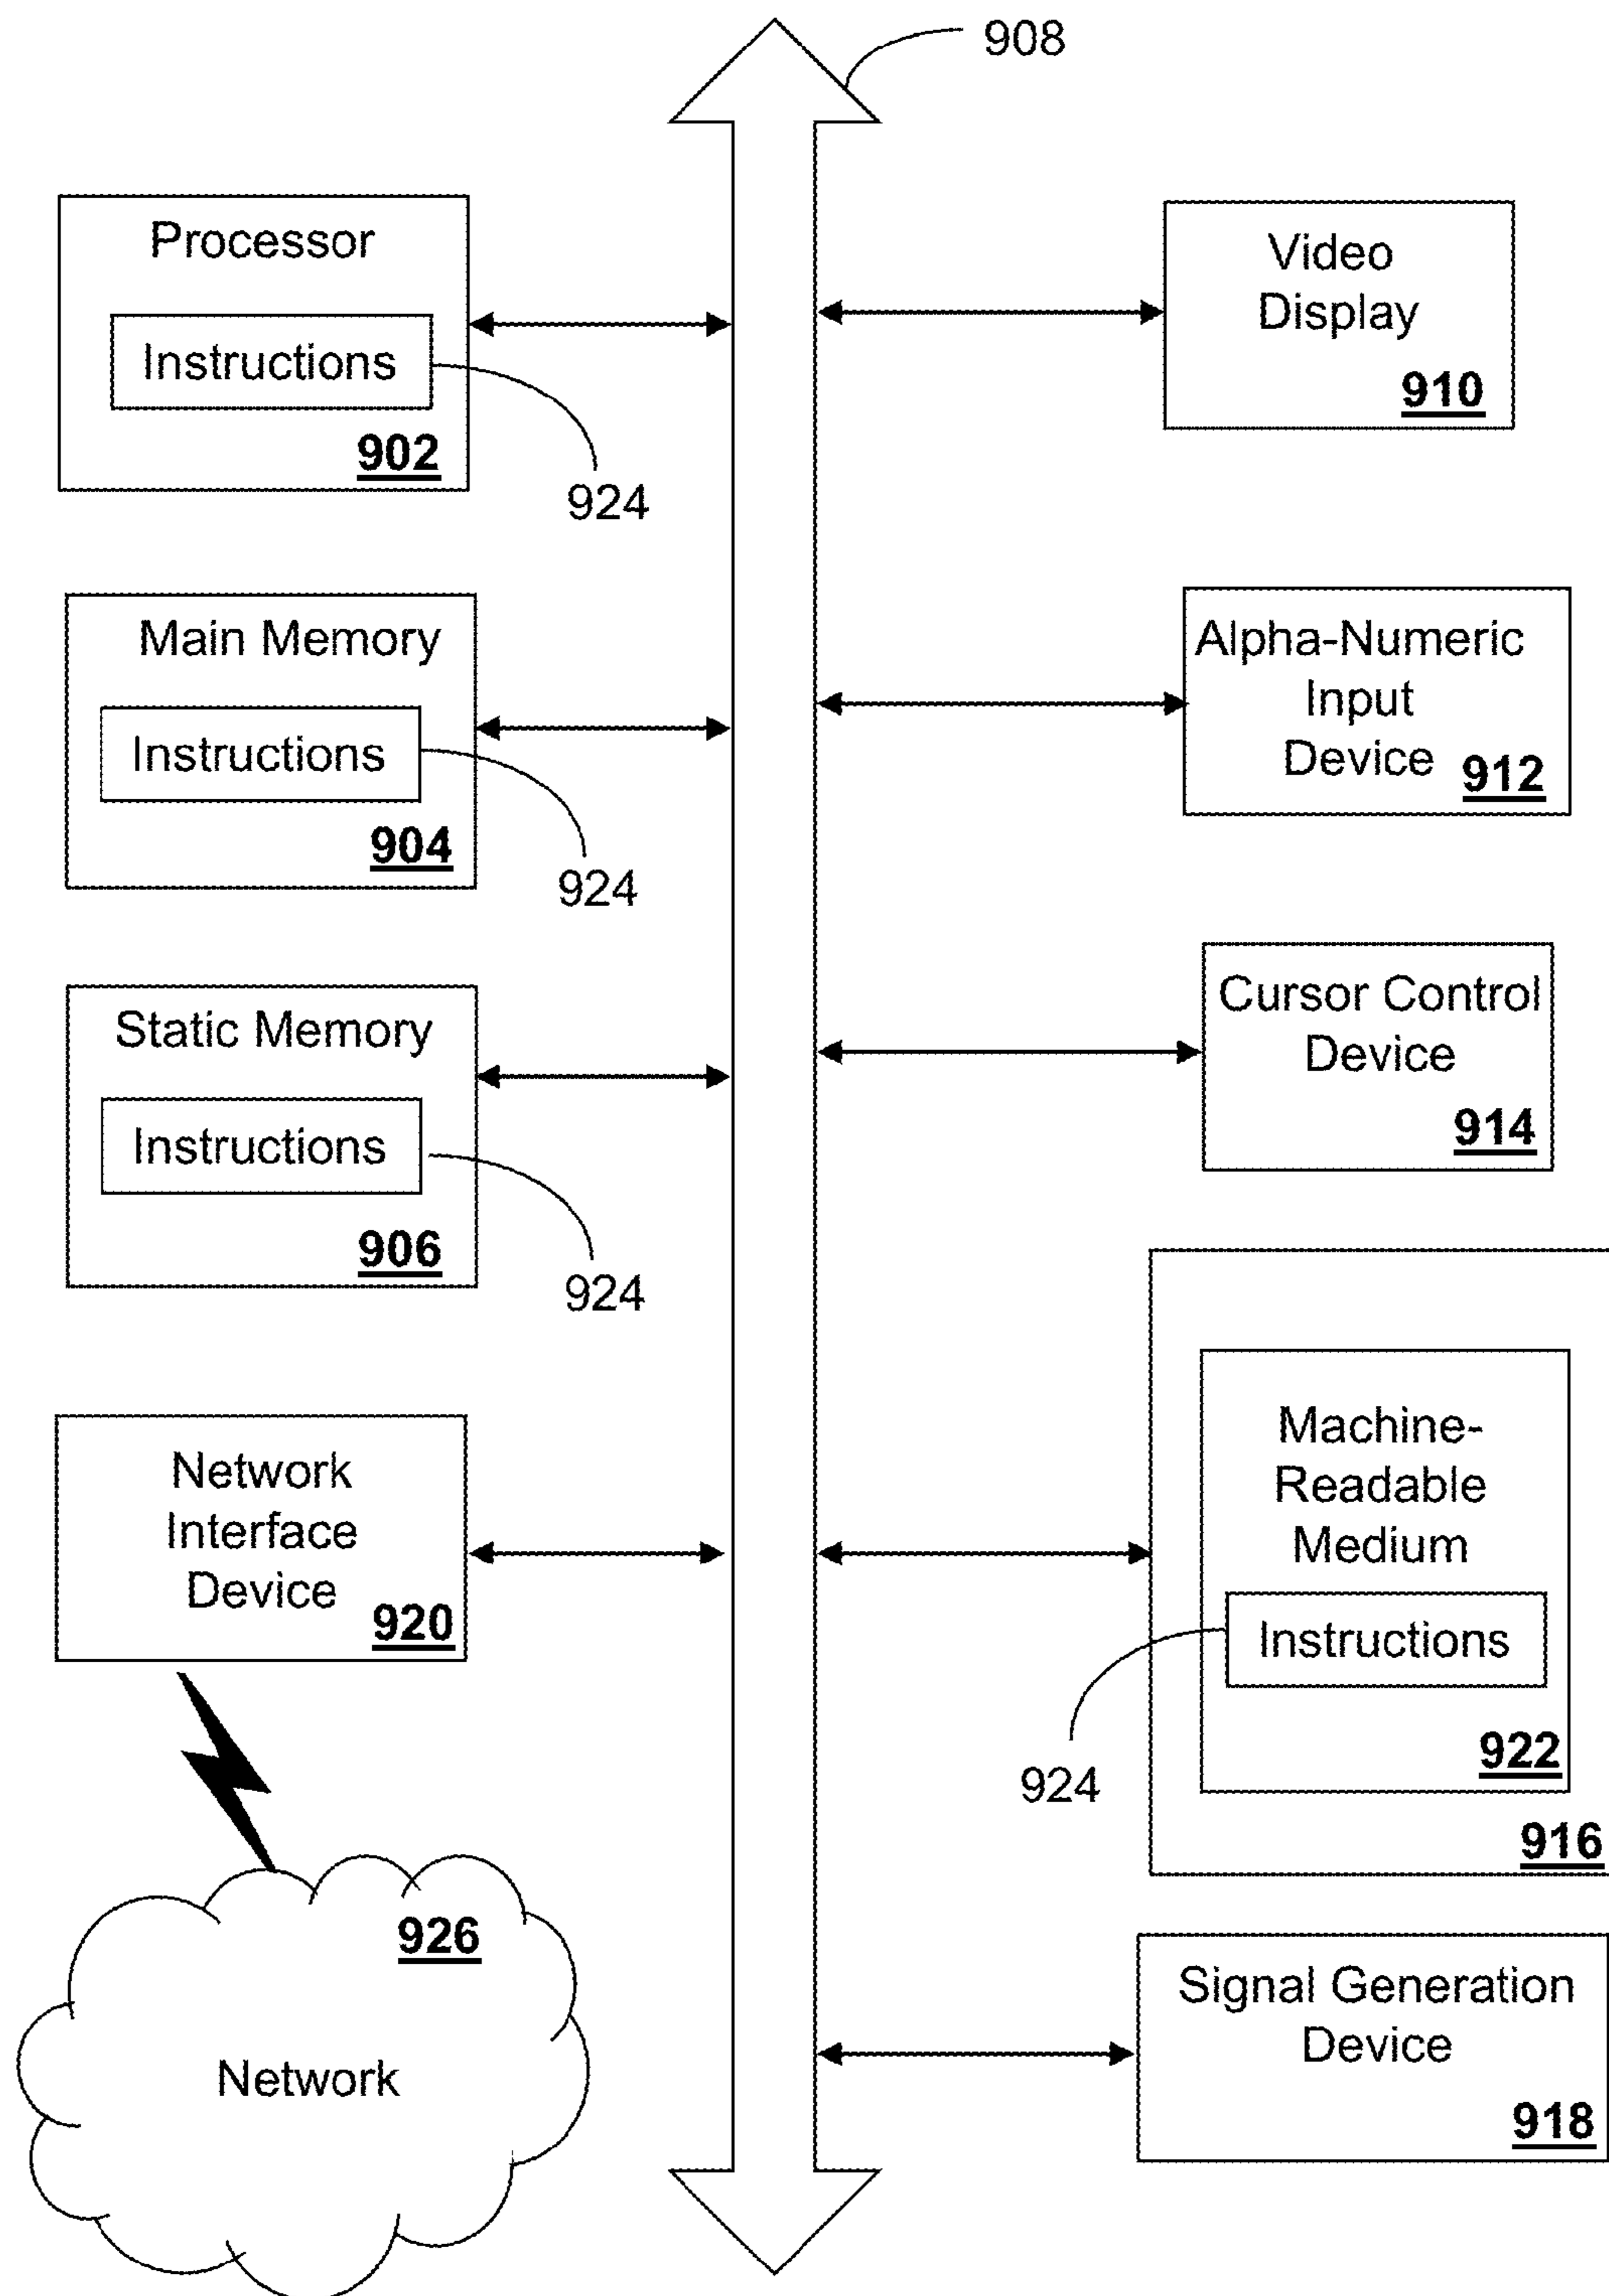 908
Processor
Instructions
902
924
Main Memory
Instructions
904
924
Static Memory
Instructions
906
924
Network
Interface
Device
920
926
Network
Video
Display
910
Alpha-Numeric
Input
Device 912
Cursor Control
Device
914
Machine-
Readable
Medium
Instructions
922
924
916
Signal Generation
Device
918